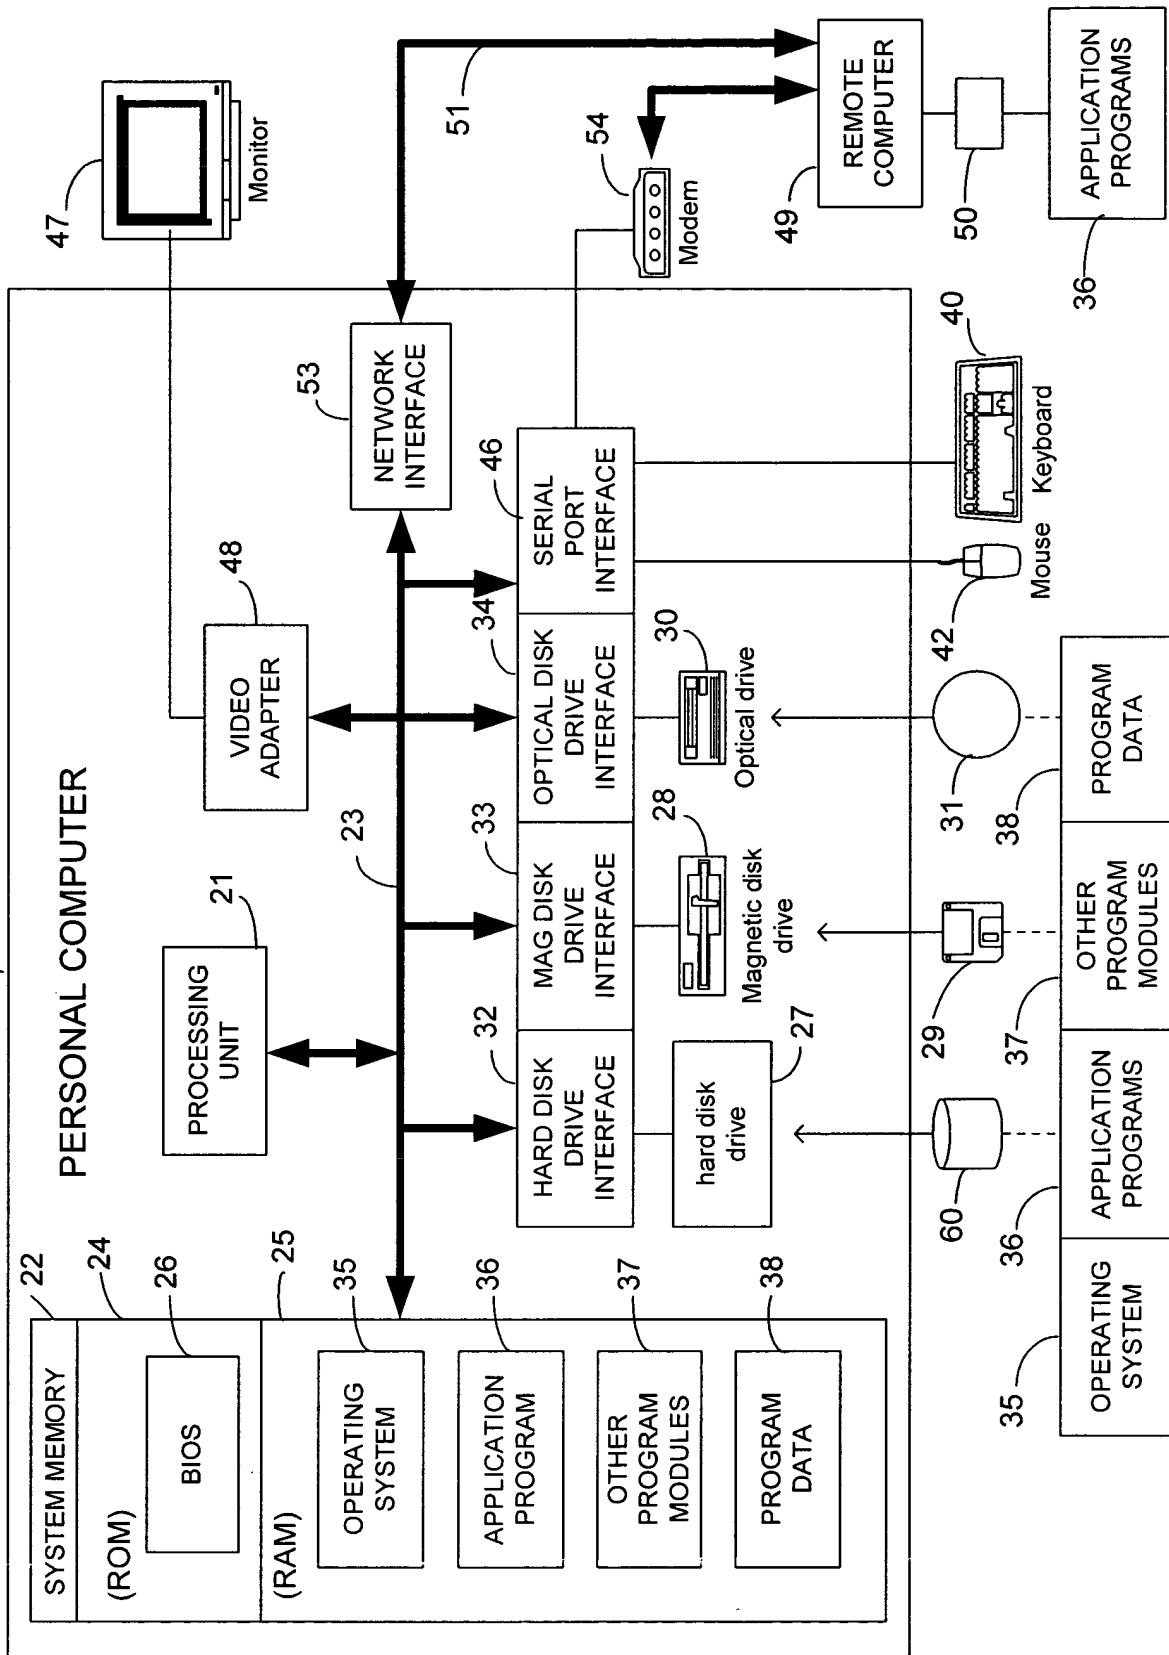 PERSONAL COMPUTER
SYSTEM MEMORY
22
(ROM)
24
BIOS
26
(RAM)
25
OPERATING
SYSTEM
35
APPLICATION
PROGRAM
36
OTHER
PROGRAM
MODULES
37
PROGRAM
DATA
38
PROCESSING
UNIT
21
23
VIDEO
ADAPTER
48
47
Monitor
NETWORK
INTERFACE
53
51
HARD DISK
DRIVE
INTERFACE
32
MAG DISK
DRIVE
INTERFACE
33
OPTICAL DISK
DRIVE
INTERFACE
34
SERIAL
PORT
INTERFACE
46
hard disk
drive
27
Magnetic disk
drive
28
Optical drive
30
Modem
54
REMOTE
COMPUTER
49
50
APPLICATION
PROGRAMS
36
60
29
31
Mouse
42
Keyboard
40
OPERATING
SYSTEM
35
APPLICATION
PROGRAMS
36
OTHER
PROGRAM
MODULES
37
PROGRAM
DATA
38